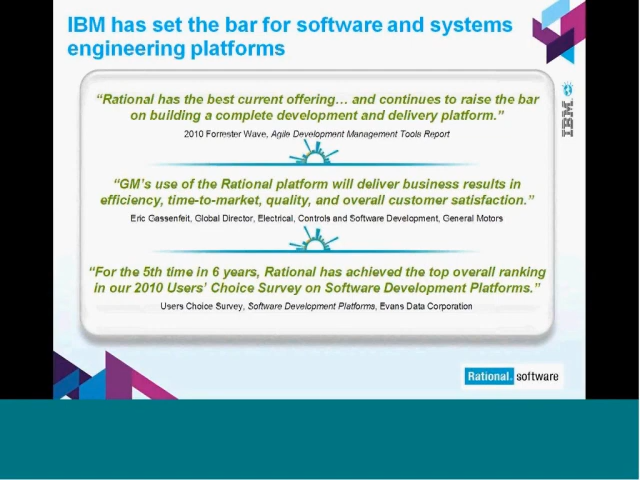 IBM has set the bar for software and systems
engineering platforms
“Rational has the best current offering… and continues to raise the bar
on building a complete development and delivery platform.”
2010 Forrester Wave, Agile Development Management Tools Report
“GM’s use of the Rational platform will deliver business results in
efficiency, time-to-market, quality, and overall customer satisfaction.”
Eric Gassenfeit, Global Director, Electrical, Controls and Software Development, General Motors
“For the 5th time in 6 years, Rational has achieved the top overall ranking
in our 2010 Users’ Choice Survey on Software Development Platforms.”
Users Choice Survey, Software Development Platforms, Evans Data Corporation
IBM
Rational. software